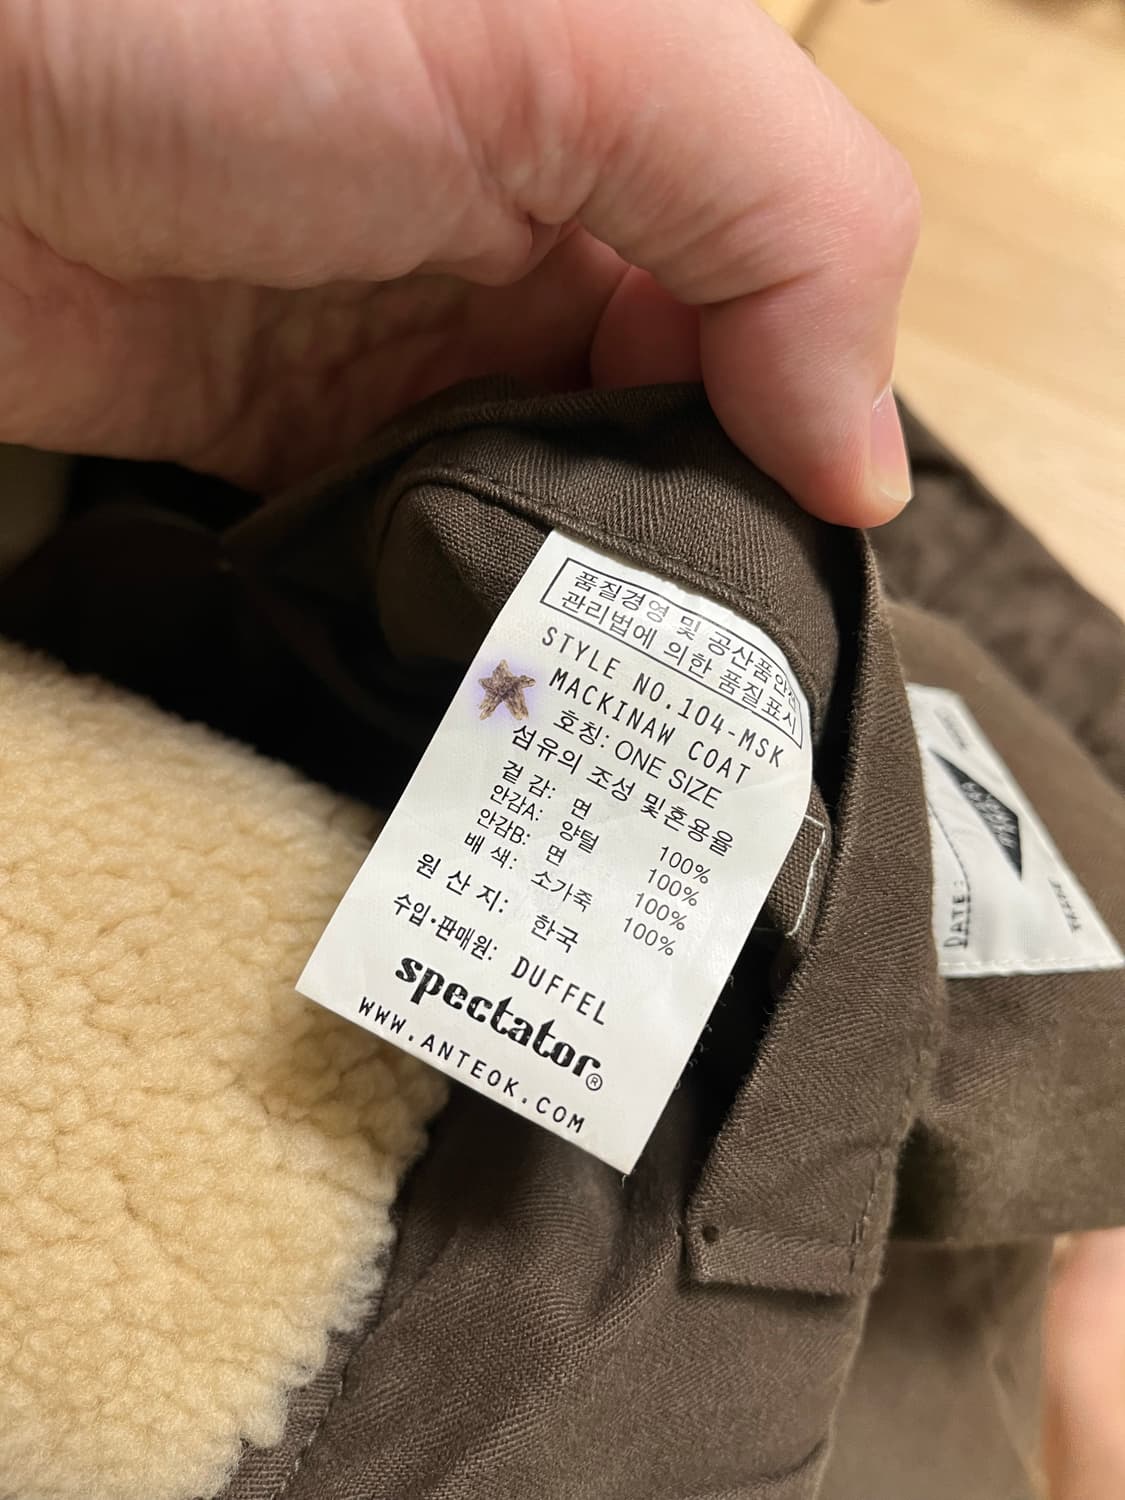 품질경영 및 공산품안전
관리법에 의한 품질표시
STYLE NO.104-MSK
MACKINAW COAT
호칭: ONE SIZE
섬유의 조성 및혼용율
겉 감: 면 100%
안감A: 양털 100%
안감B: 면 100%
배 색: 소가죽 100%
원 산 지: 한국
수입·판매원: DUFFEL
spectator®
WWW.ANTEOK.COM
DATE: